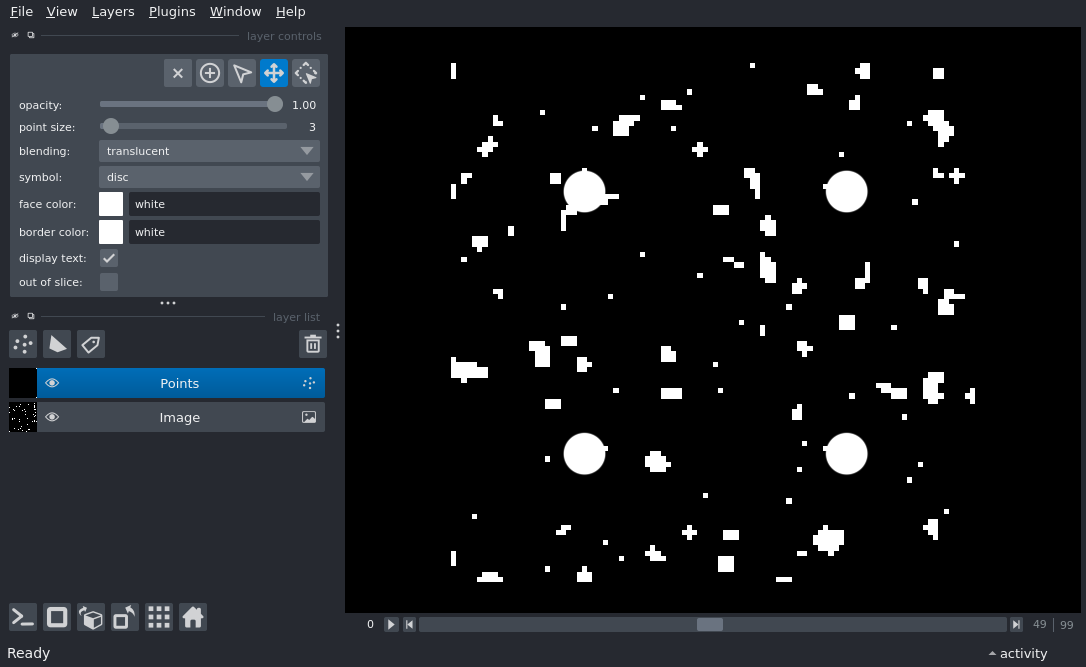 File View Layers Plugins Window Help
layer controls
opacity: 1.00
point size: 3
blending: translucent
symbol: disc
face color: white
border color: white
display text:
out of slice:
layer list
Points
Image
0 49 99
Ready activity